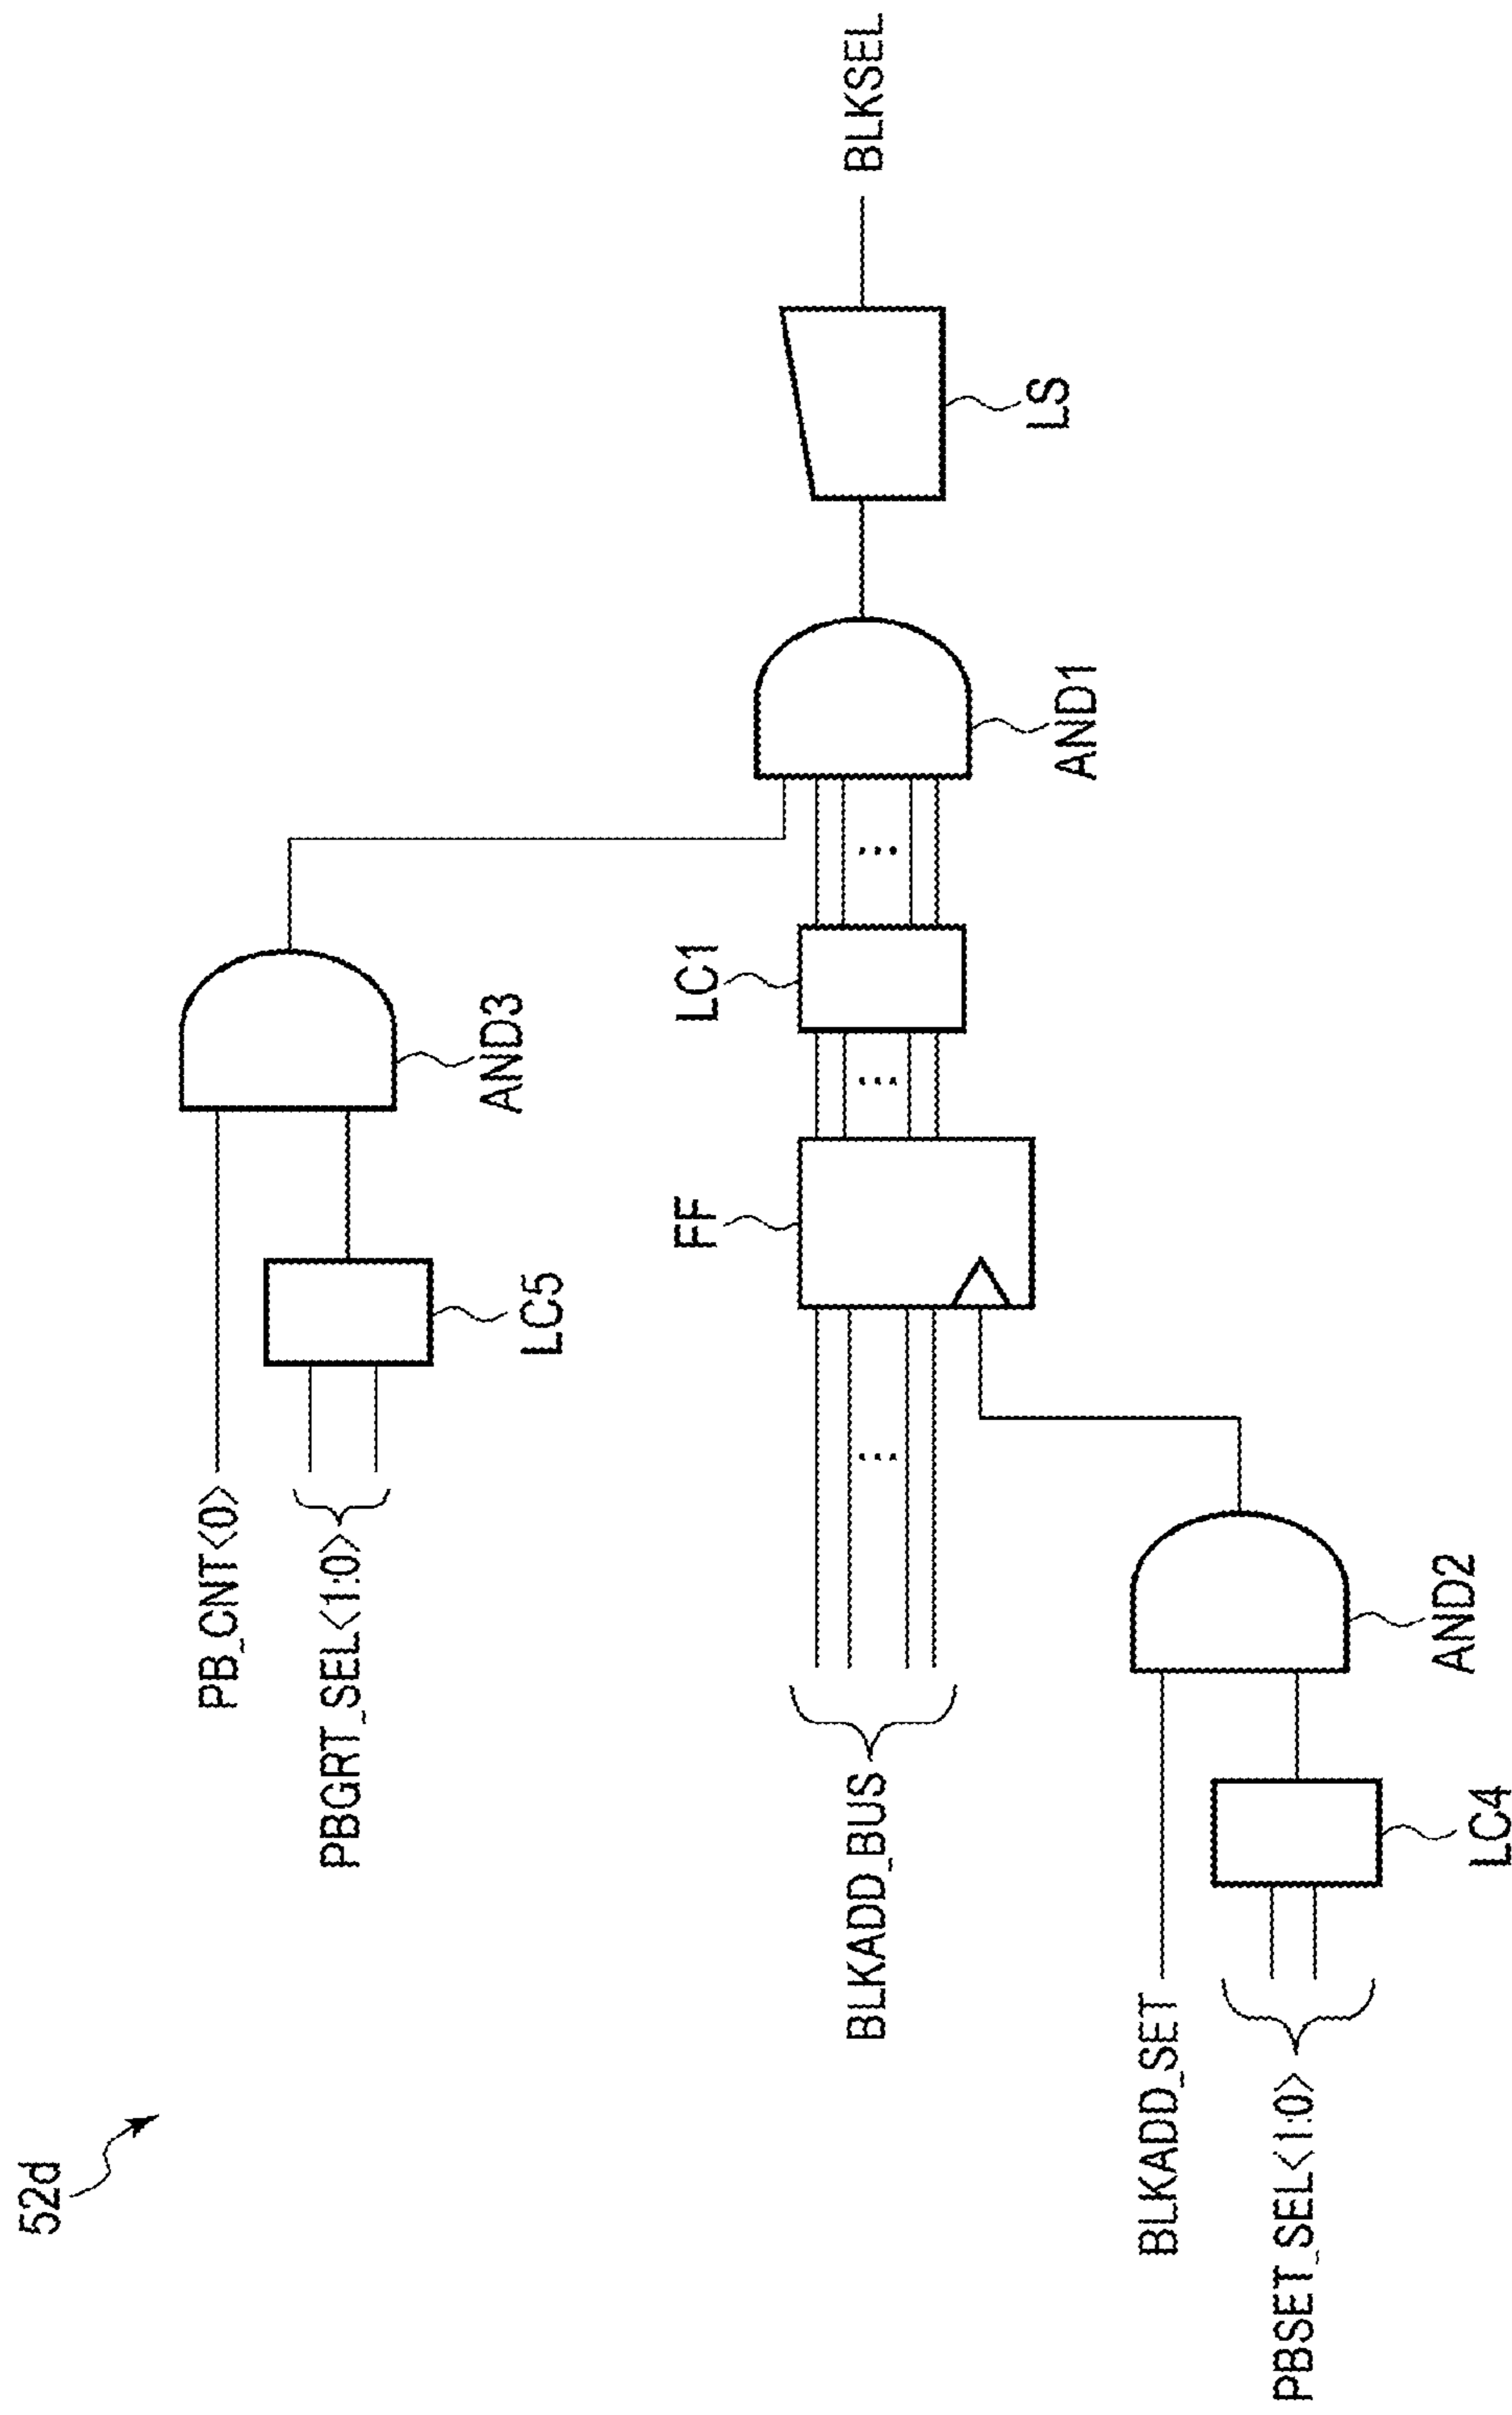 52d
PB_CNT<0>
PBGRT_SEL<1:0>
LC5
AND3
BLKADD_BUS
FF
LC1
AND1
LS
BLKSEL
BLKADD_SET
PBSET_SEL<1:0>
LC4
AND2
...
...
...